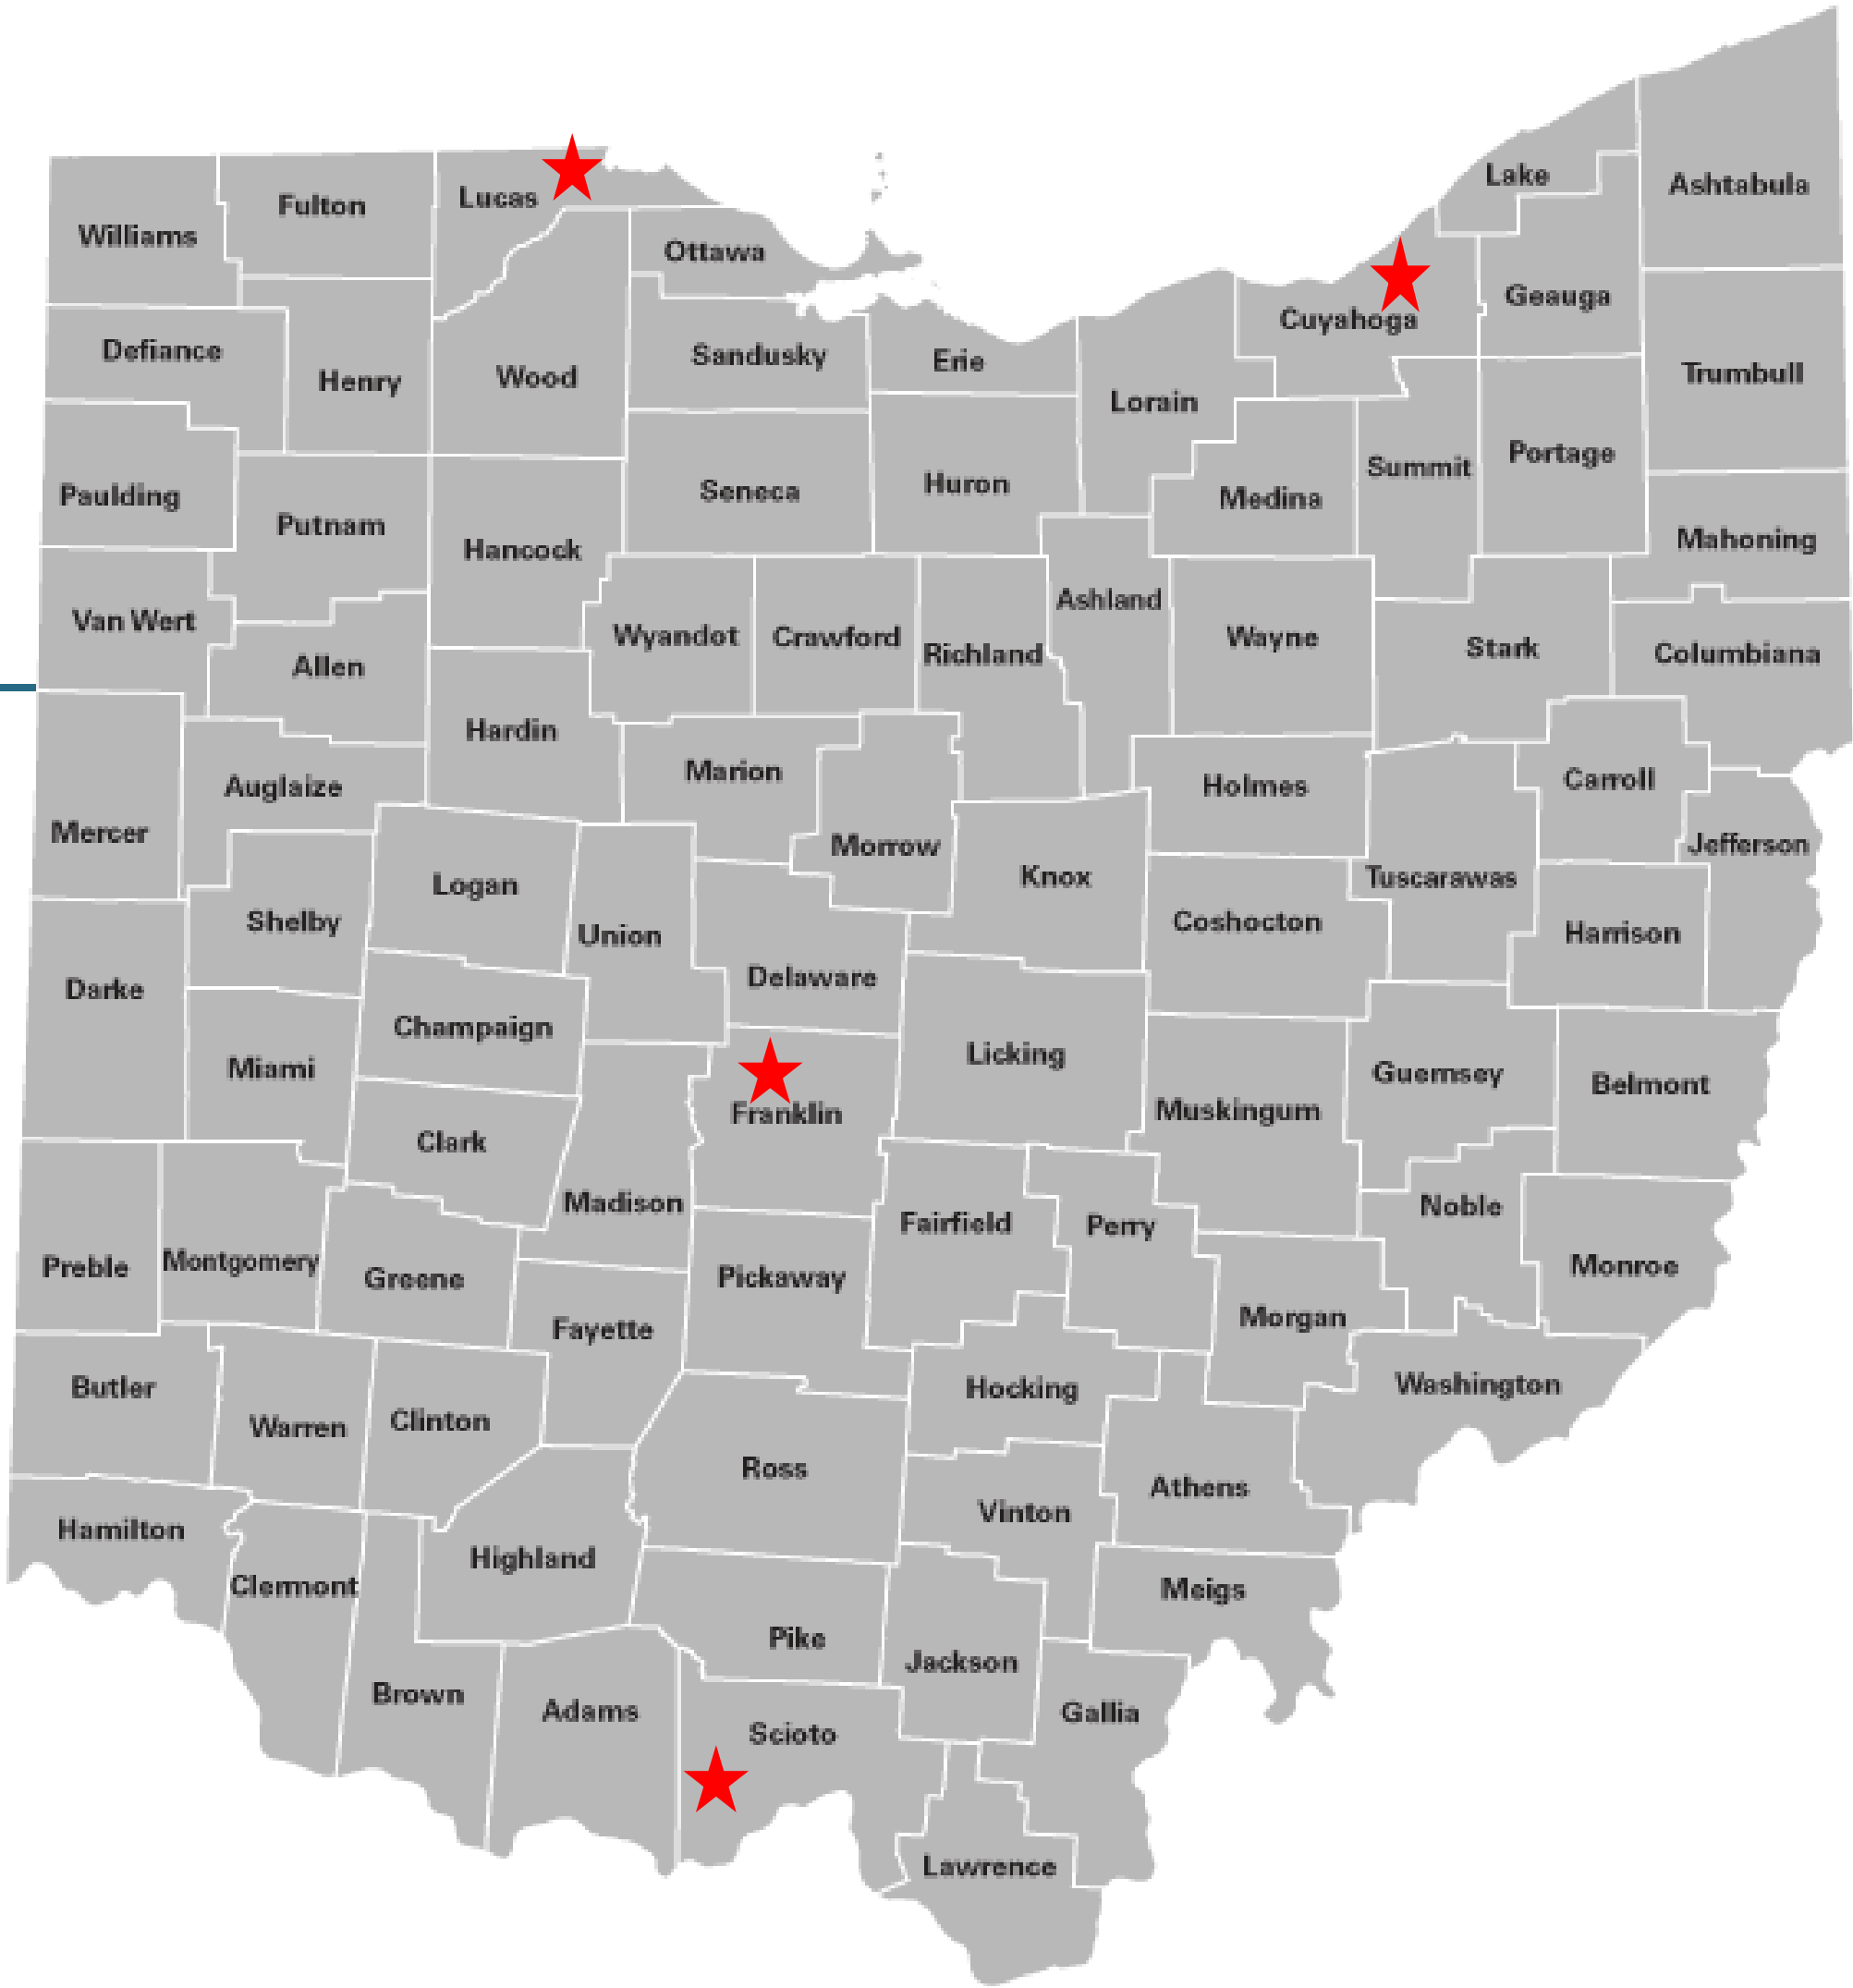 Lake
Ashtabula
Lucas
Fulton
Williams
Ottawa
Geauga
Cuyahoga
Defiance
Sandusky
Erie
Henry
Wood
Trumbull
Lorain
Portage
Summit
Paulding
Seneca
Huron
Medina
Putnam
Mahoning
Hancock
Ashland
Van Wert
Wyandot
Crawford
Wayne
Richland
Stark
Columbiana
Allen
Hardin
Marion
Carroll
Auglaize
Holmes
Mercer
Morrow
Jefferson
Knox
Tuscarawas
Logan
Shelby
Coshocton
Union
Harrison
Delaware
Darke
Champaign
Licking
Miami
Guernsey
Belmont
Muskingum
Franklin
Clark
Madison
Noble
Fairfield
Perry
Preble
Montgomery
Greene
Pickaway
Monroe
Morgan
Fayette
Butler
Hocking
Washington
Warren
Clinton
Ross
Athens
Vinton
Hamilton
Highland
Clermont
Meigs
Pike
Jackson
Brown
Adams
Gallia
Scioto
Lawrence